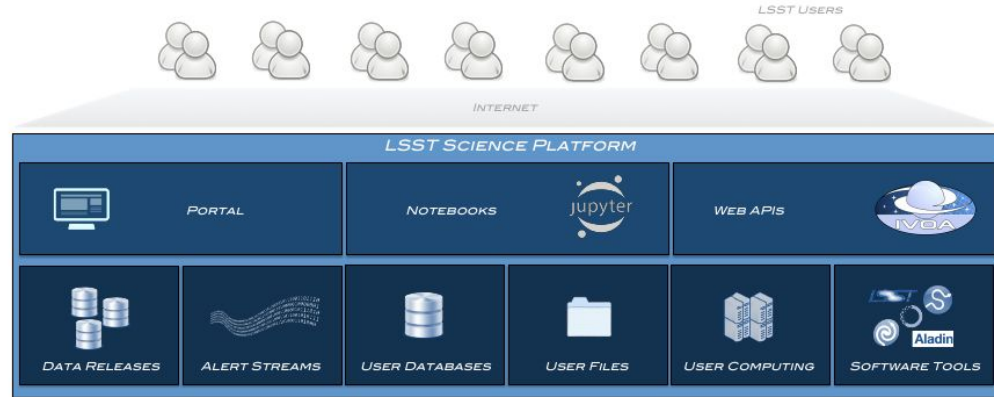 LSST USERS
INTERNET
LSST SCIENCE PLATFORM
PORTAL
NOTEBOOKS
jupyter
WEB APIS
IVOA
DATA RELEASES
ALERT STREAMS
USER DATABASES
USER FILES
USER COMPUTING
LSST
Aladin
SOFTWARE TOOLS